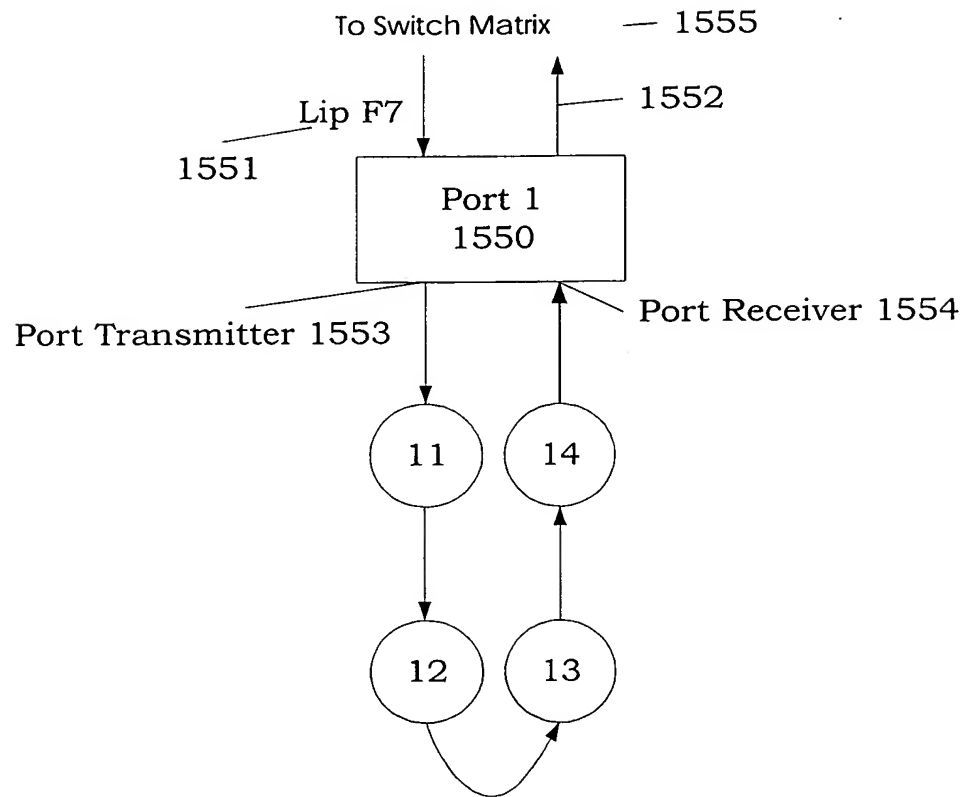 To Switch Matrix 1555
1552
Lip F7
1551
Port 1
1550
Port Transmitter 1553
Port Receiver 1554
11
14
12
13